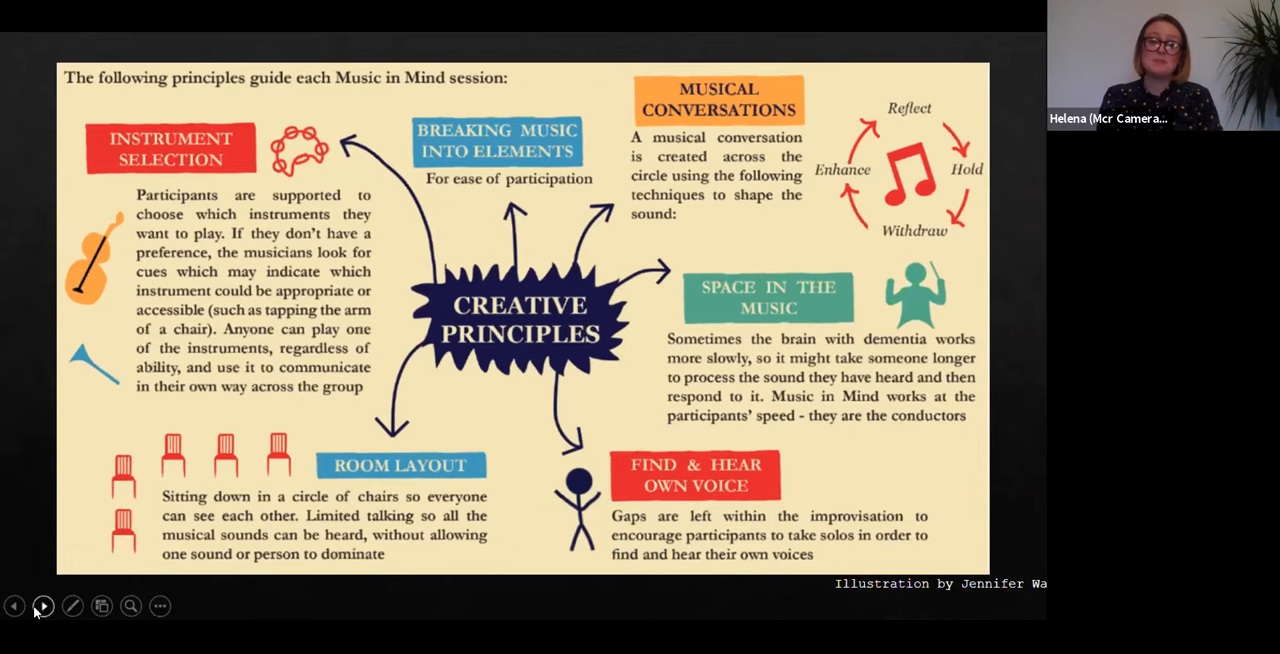 The following principles guide each Music in Mind session:
INSTRUMENT
SELECTION
Participants are supported to
choose which instruments they
want to play. If they don't have a
preference, the musicians look for
cues which may indicate which
instrument could be appropriate or
accessible (such as tapping the arm
of a chair). Anyone can play one
of the instruments, regardless of
ability, and use it to communicate
in their own way across the group
BREAKING MUSIC
INTO ELEMENTS
For ease of participation
MUSICAL
CONVERSATIONS
A musical conversation
is created across the
circle using the following
techniques to shape the
sound:
Reflect
Hold
Withdraw
Enhance
CREATIVE
PRINCIPLES
SPACE IN THE
MUSIC
Sometimes the brain with dementia works
more slowly, so it might take someone longer
to process the sound they have heard and then
respond to it. Music in Mind works at the
participants' speed - they are the conductors
ROOM LAYOUT
Sitting down in a circle of chairs so everyone
can see each other. Limited talking so all the
musical sounds can be heard, without allowing
one sound or person to dominate
FIND & HEAR
OWN VOICE
Gaps are left within the improvisation to
encourage participants to take solos in order to
find and hear their own voices
Illustration by Jennifer Wa
Helena (Mcr Camera...